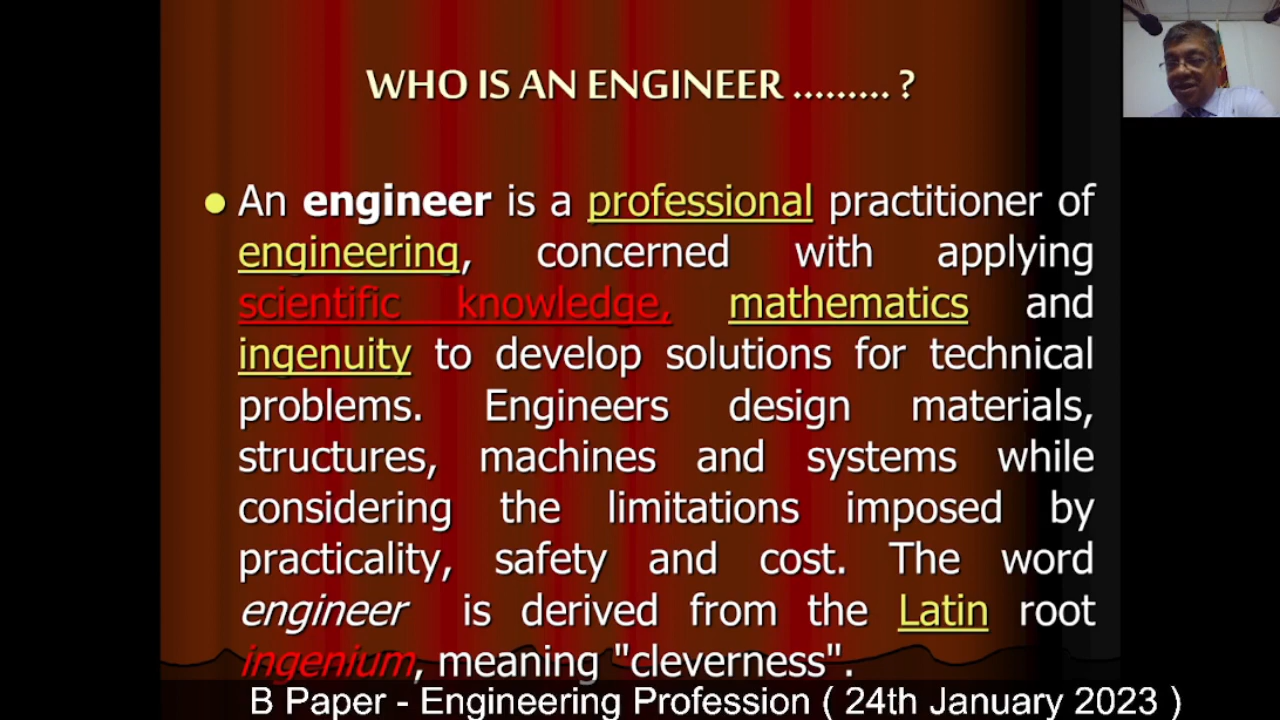 WHO IS AN ENGINEER ......... ?
An engineer is a professional practitioner of
engineering, concerned with applying
scientific knowledge, mathematics and
ingenuity to develop solutions for technical
problems. Engineers design materials,
structures, machines and systems while
considering the limitations imposed by
practicality, safety and cost. The word
engineer is derived from the Latin root
ingenium, meaning "cleverness".
B Paper - Engineering Profession ( 24th January 2023 )